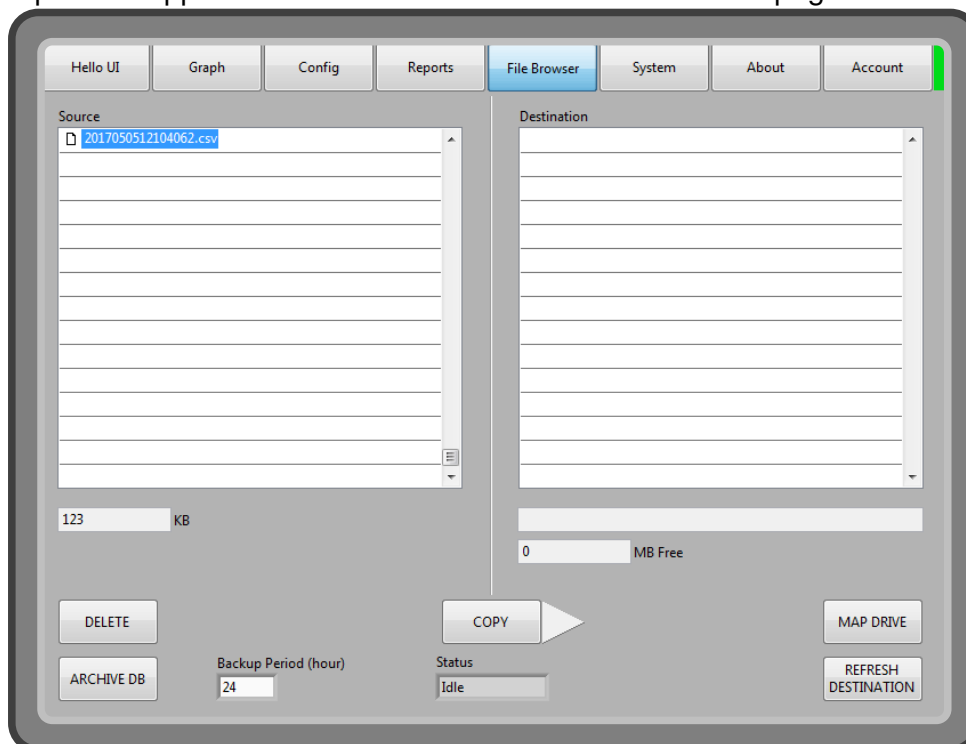 Hello UI
Graph
Config
Reports
File Browser
System
About
Account
Source
Destination
2017050512104062.csv
123 KB
0 MB Free
DELETE
COPY
MAP DRIVE
ARCHIVE DB
Backup Period (hour)
24
Status
Idle
REFRESH
DESTINATION